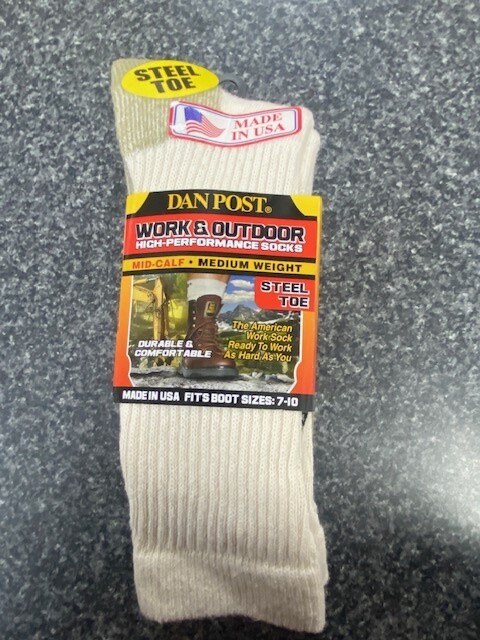 STEEL
TOE
MADE
IN USA
DAN POST®
WORK & OUTDOOR
HIGH-PERFORMANCE SOCKS
MID-CALF • MEDIUM WEIGHT
STEEL
TOE
The American
Work Sock
Ready To Work
As Hard As You
DURABLE &
COMFORTABLE
MADE IN USA FITS BOOT SIZES: 7-10